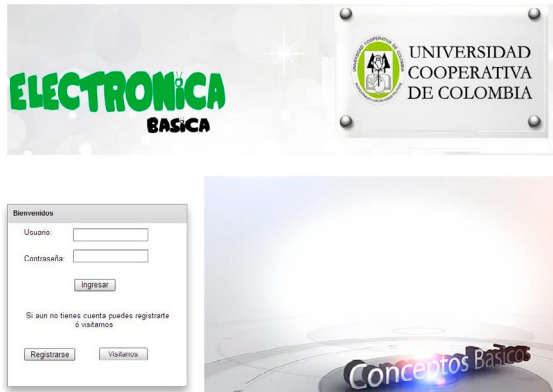 ELECTRONiCA
BASiCA
UNIVERSIDAD
COOPERATIVA
DE COLOMBIA
Bienvenidos
Usuario:
Contraseña:
Ingresar
Si aun no tienes cuenta puedes registrarte
ó visitarnos
Registrarse
Visitanos
Conceptos Basicos